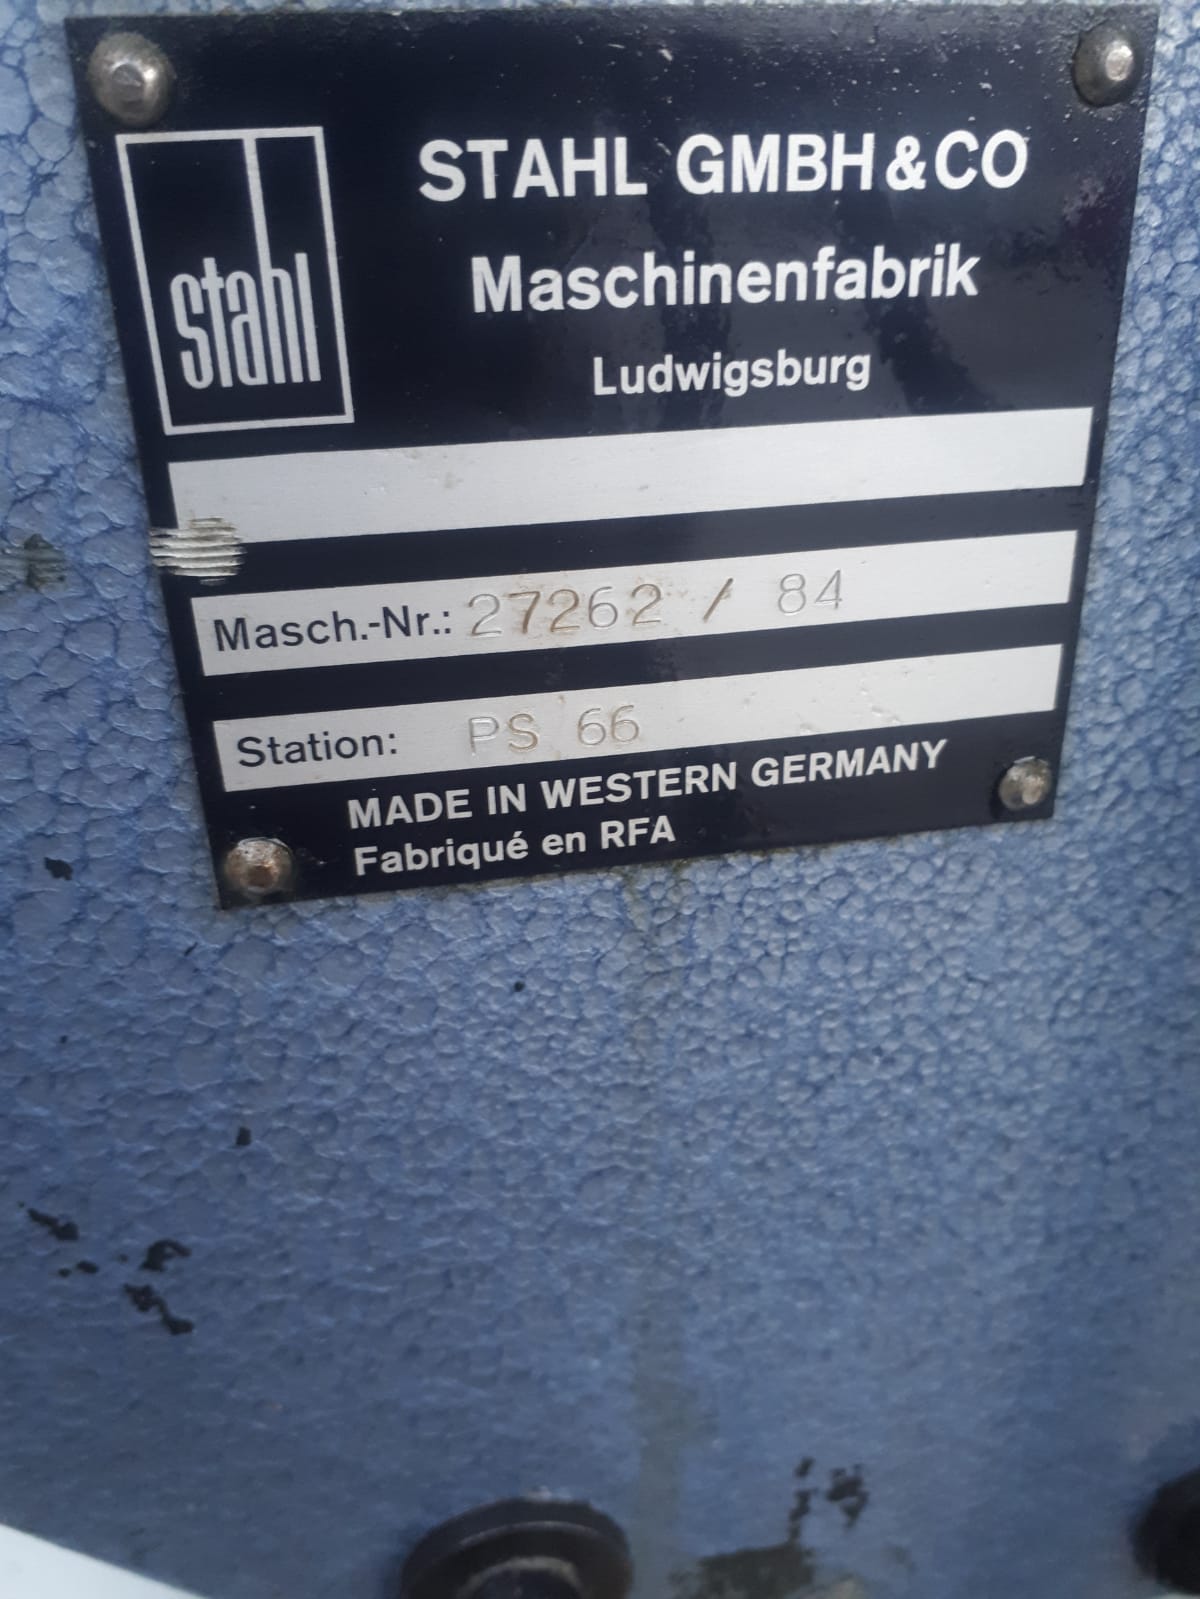 stahl
STAHL GMBH & CO
Maschinenfabrik
Ludwigsburg
Masch.-Nr.: 27262 / 84
Station: PS 66
MADE IN WESTERN GERMANY
Fabriqué en RFA